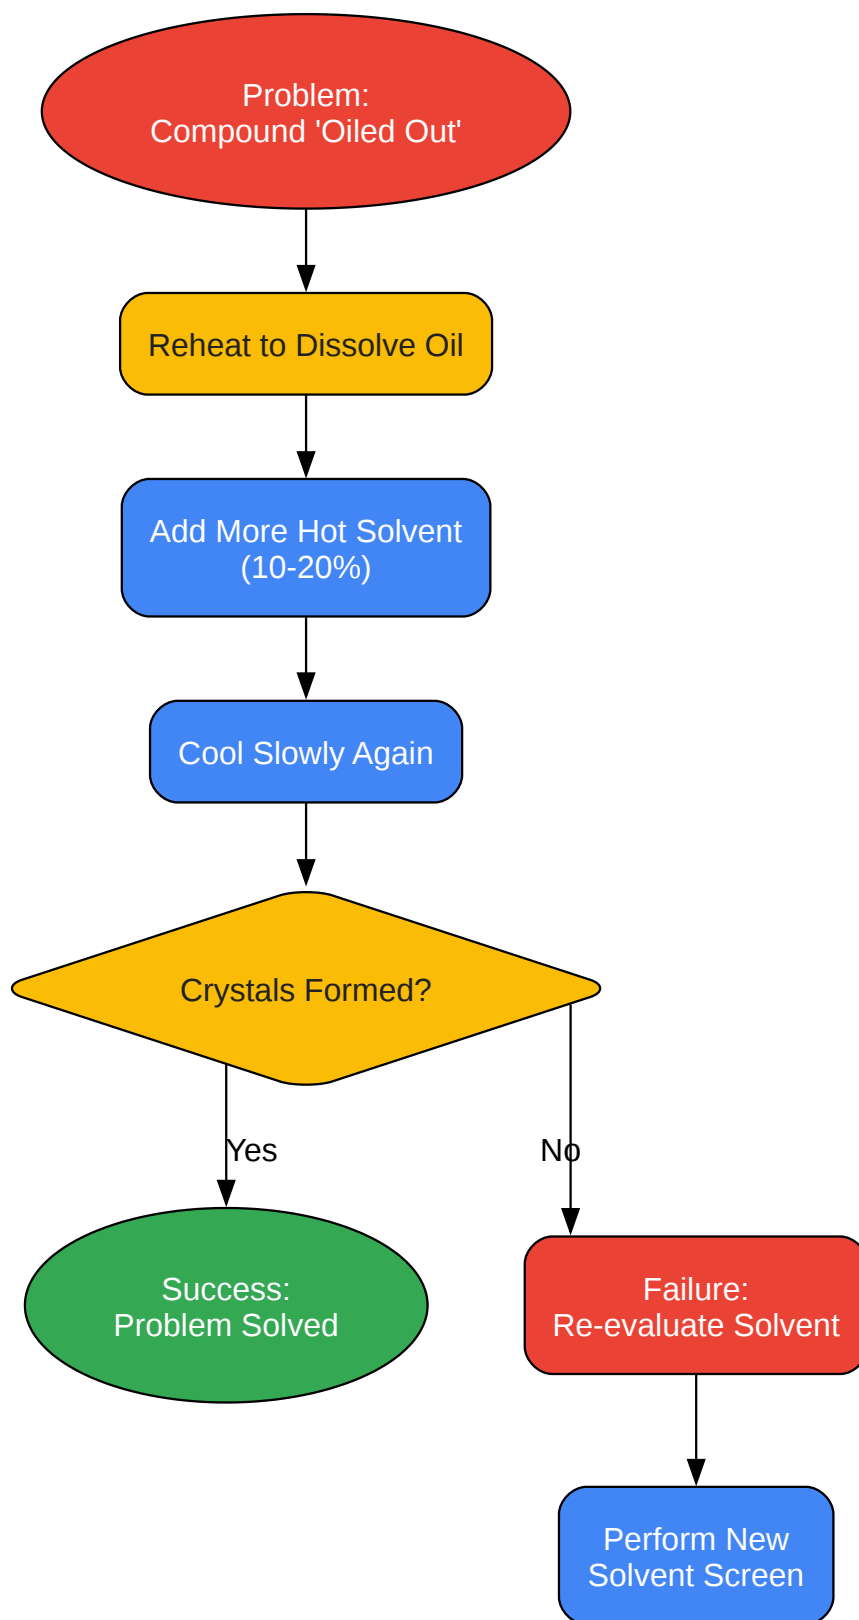 Problem:
Compound 'Oiled Out'
Reheat to Dissolve Oil
Add More Hot Solvent
(10-20%)
Cool Slowly Again
Crystals Formed?
Yes
No
Success:
Problem Solved
Failure:
Re-evaluate Solvent
Perform New
Solvent Screen